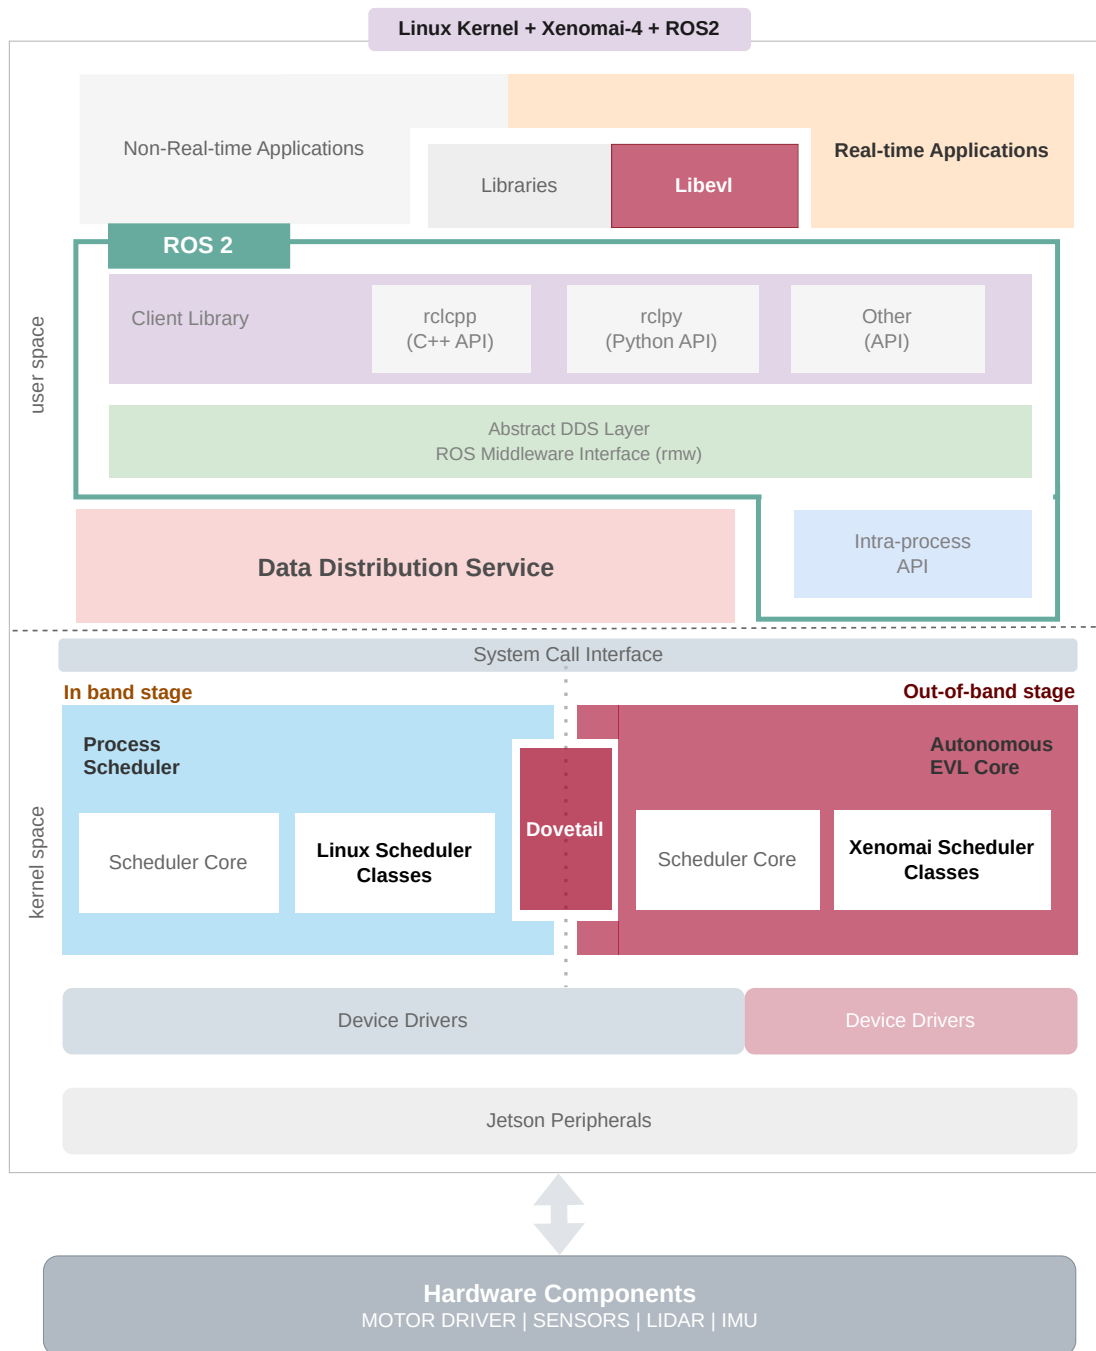 Linux Kernel + Xenomai-4 + ROS2
Non-Real-time Applications
Libraries
Libevl
Real-time Applications
ROS 2
user space
Client Library
rclcpp
(C++ API)
rclpy
(Python API)
Other
(API)
Abstract DDS Layer
ROS Middleware Interface (rmw)
Data Distribution Service
Intra-process
API
System Call Interface
In band stage
Out-of-band stage
kernel space
Process
Scheduler
Scheduler Core
Linux Scheduler
Classes
Dovetail
Autonomous
EVL Core
Scheduler Core
Xenomai Scheduler
Classes
Device Drivers
Device Drivers
Jetson Peripherals
Hardware Components
MOTOR DRIVER | SENSORS | LIDAR | IMU